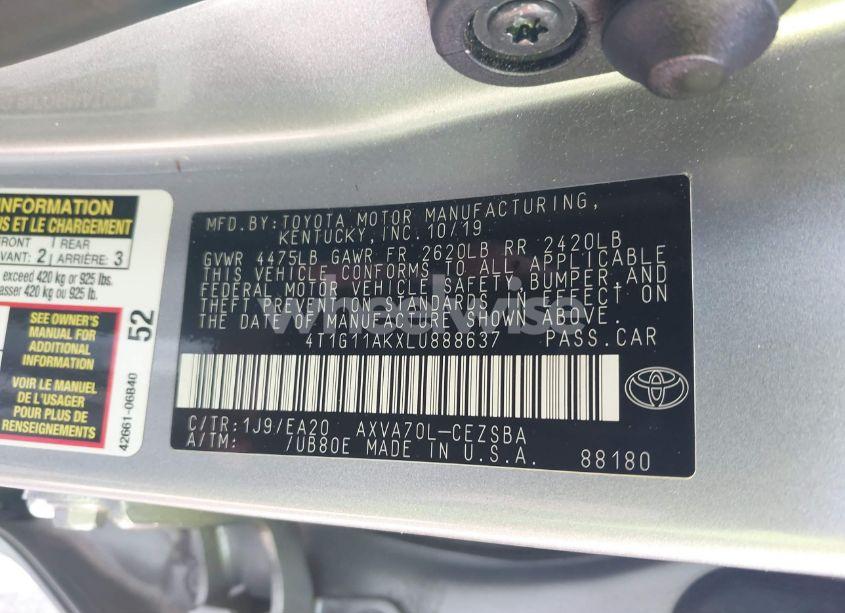 INFORMATION
US ET LE CHARGEMENT
FRONT
VANT: 2
REAR
ARRIÈRE: 3
exceed 420 kg or 925 lbs.
asser 420 kg ou 925 lb.
SEE OWNER'S
MANUAL FOR
ADDITIONAL
INFORMATION
VOIR LE MANUEL
DE L'USAGER
POUR PLUS DE
RENSEIGNEMENTS
52
42661-06B40
MFD.BY:TOYOTA MOTOR MANUFACTURING,
KENTUCKY,INC.10/19
GVWR 4475LB GAWR FR 2620LB RR 2420LB
THIS VEHICLE CONFORMS TO ALL APPLICABLE
FEDERAL MOTOR VEHICLE SAFETY,BUMPER,AND
THEFT PREVENTION STANDARDS IN EFFECT ON
THE DATE OF MANUFACTURE SHOWN ABOVE.
4T1G11AKXLU888637 PASS.CAR
C/TR:1J9/EA20 AXVA70L-CEZSBA
A/TM: /UB80E MADE IN U.S.A. 88180
wheelwise